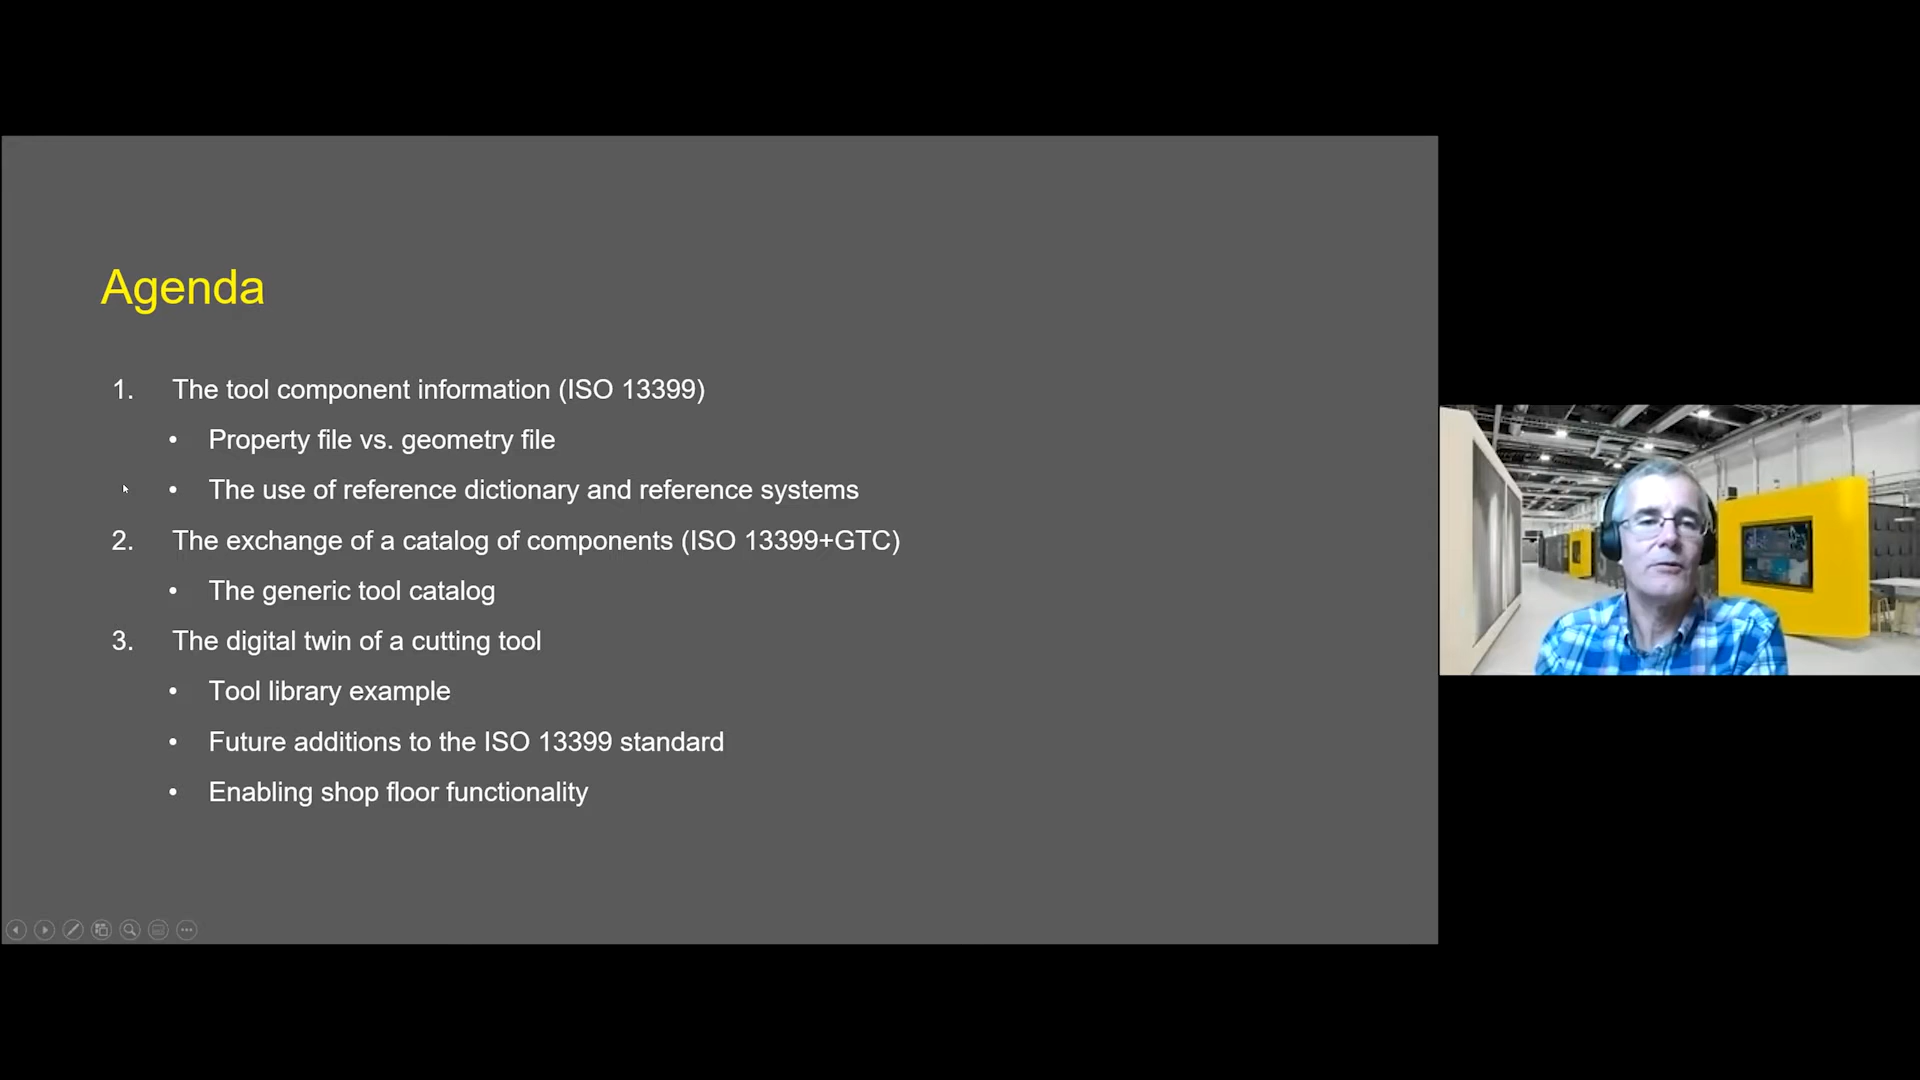 Agenda
1. The tool component information (ISO 13399)
• Property file vs. geometry file
• The use of reference dictionary and reference systems
2. The exchange of a catalog of components (ISO 13399+GTC)
• The generic tool catalog
3. The digital twin of a cutting tool
• Tool library example
• Future additions to the ISO 13399 standard
• Enabling shop floor functionality